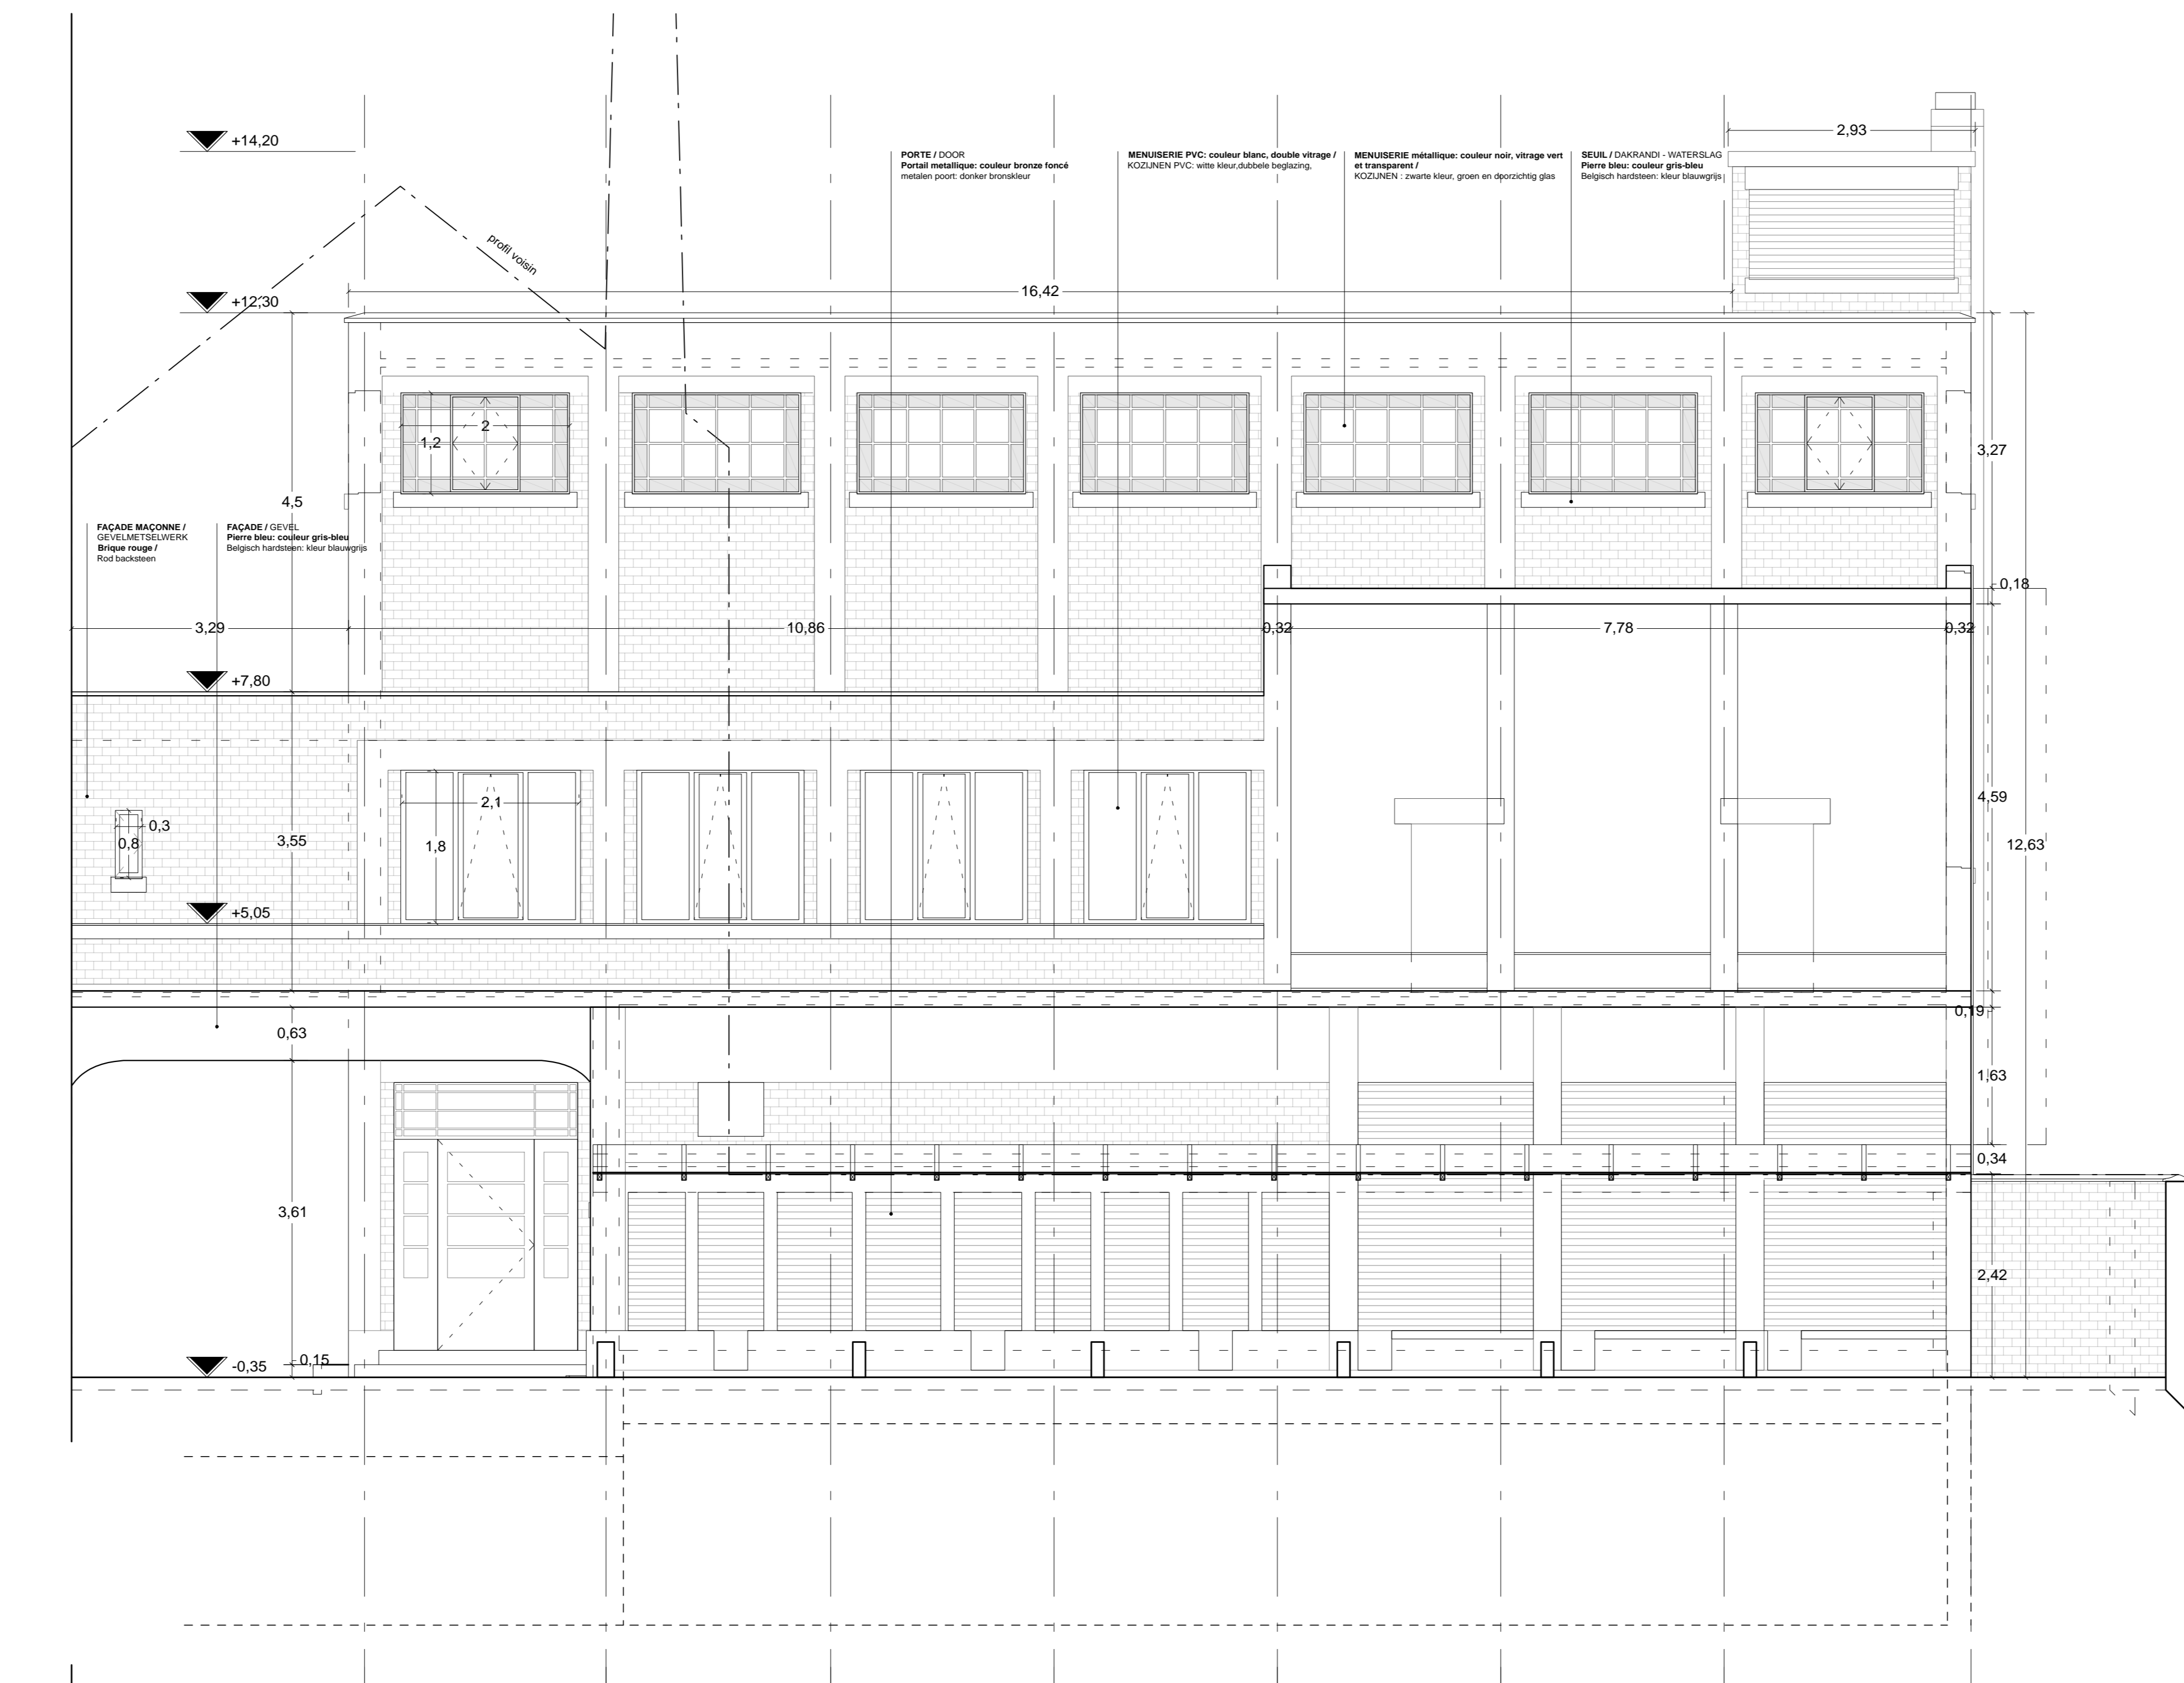 2,93
+14,20
PORTE / DOOR
Portail metallique: couleur bronze foncé
metalen poort: donker bronskleur
MENUISERIE PVC: couleur blanc, double vitrage /
KOZIJNEN PVC: witte kleur,dubbele beglazing,
MENUISERIE métallique: couleur noir, vitrage vert
et transparent /
KOZIJNEN : zwarte kleur, groen en doorzichtig glas
SEUIL / DAKRANDI - WATERSLAG
Pierre bleu: couleur gris-bleu
Belgisch hardsteen: kleur blauwgrijs
profil voisin
+12,30
16,42
2
1,2
3,27
4,5
FAÇADE MAÇONNE /
GEVELMETSELWERK
Brique rouge /
Rod backsteen
FAÇADE / GEVEL
Pierre bleu: couleur gris-bleu
Belgisch hardsteen: kleur blauwgrijs
0,18
3,29
10,86
0,32
7,78
0,32
+7,80
2,1
4,59
0,3
0,8
3,55
1,8
12,63
+5,05
0,19
0,63
1,63
0,34
3,61
2,42
-0,35
0,15